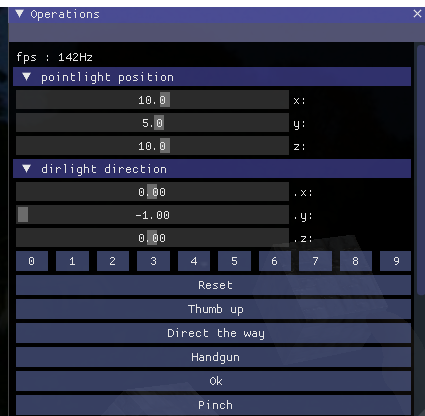 ▼ Operations ×
fps : 142Hz
▼ pointlight position
10.0 x:
5.0 y:
10.0 z:
▼ dirlight direction
0.00 .x:
-1.00 .y:
0.00 .z:
0 1 2 3 4 5 6 7 8 9
Reset
Thumb up
Direct the way
Handgun
Ok
Pinch